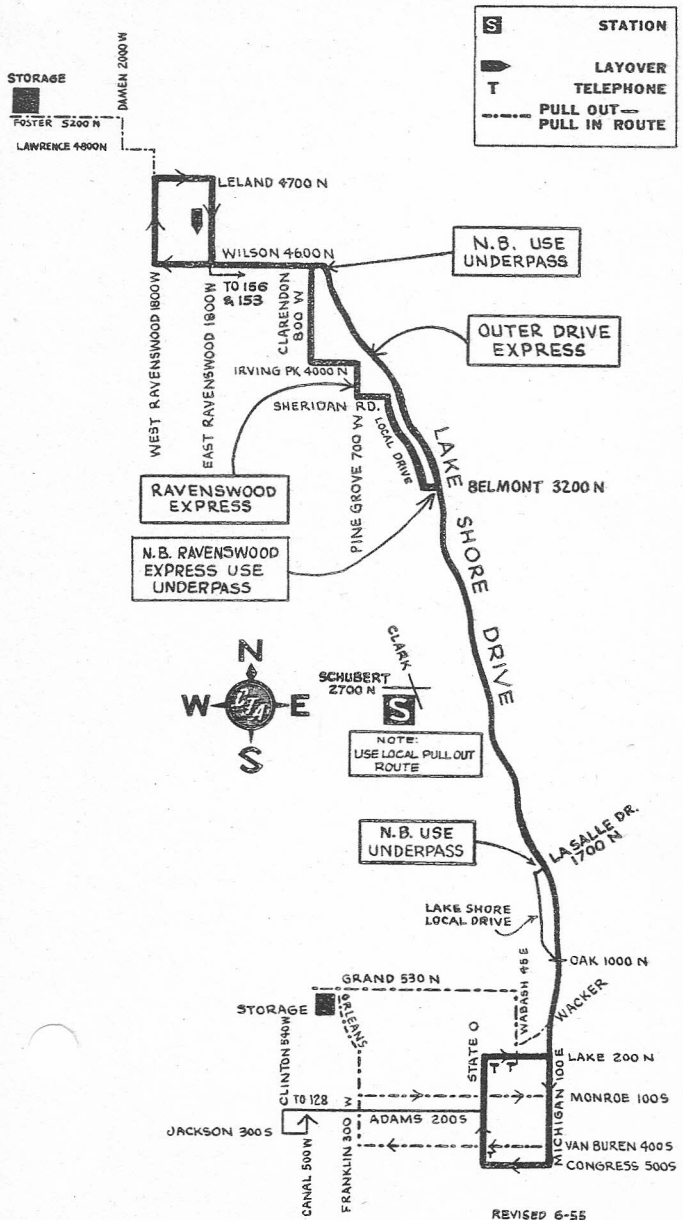 S STATION
LAYOVER
T TELEPHONE
PULL OUT—
PULL IN ROUTE
STORAGE
DAMEN 2000 W
FOSTER 5200 N
LAWRENCE 4800N
LELAND 4700 N
WILSON 4600N
N.B. USE
UNDERPASS
TO 156
& 153
WEST RAVENSWOOD 1800W
EAST RAVENSWOOD 1800W
CLARENDON
800 W
OUTER DRIVE
EXPRESS
IRVING PK 4000 N
SHERIDAN RD.
PINE GROVE 700 W
LOCAL DRIVE
RAVENSWOOD
EXPRESS
BELMONT 3200 N
LAKE SHORE DRIVE
N.B. RAVENSWOOD
EXPRESS USE
UNDERPASS
N
W E
S
CTA
CLARK
SCHUBERT
2700 N
S
NOTE:
USE LOCAL PULL OUT
ROUTE
N.B. USE
UNDERPASS
LA SALLE DR.
1700 N
LAKE SHORE
LOCAL DRIVE
OAK 1000 N
GRAND 530 N
WABASH 45 E
WACKER
STORAGE
ORLEANS
STATE 0
LAKE 200 N
T T
MICHIGAN 100 E
CLINTON 540W
TO 128
MONROE 100S
ADAMS 200S
JACKSON 300S
CANAL 500 W
FRANKLIN 300 W
VAN BUREN 400S
T
CONGRESS 500S
REVISED 6-55